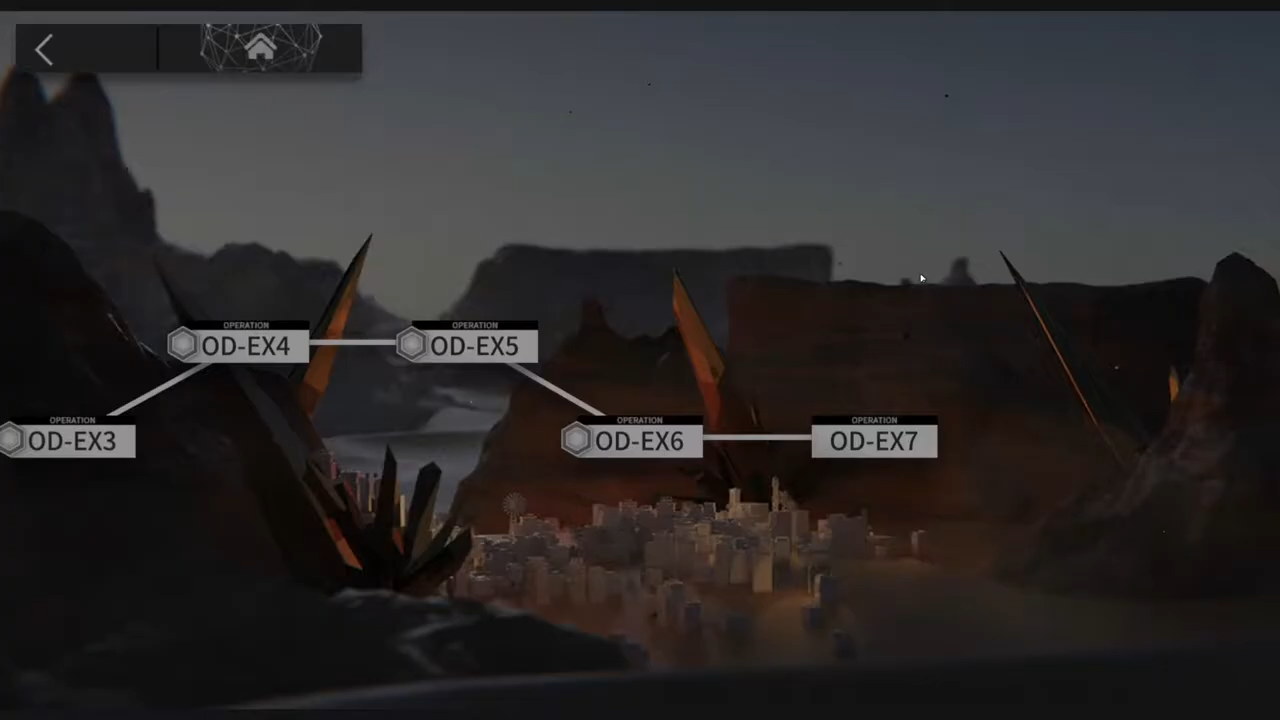 OPERATION
OD-EX4
OPERATION
OD-EX5
OPERATION
OD-EX3
OPERATION
OD-EX6
OPERATION
OD-EX7